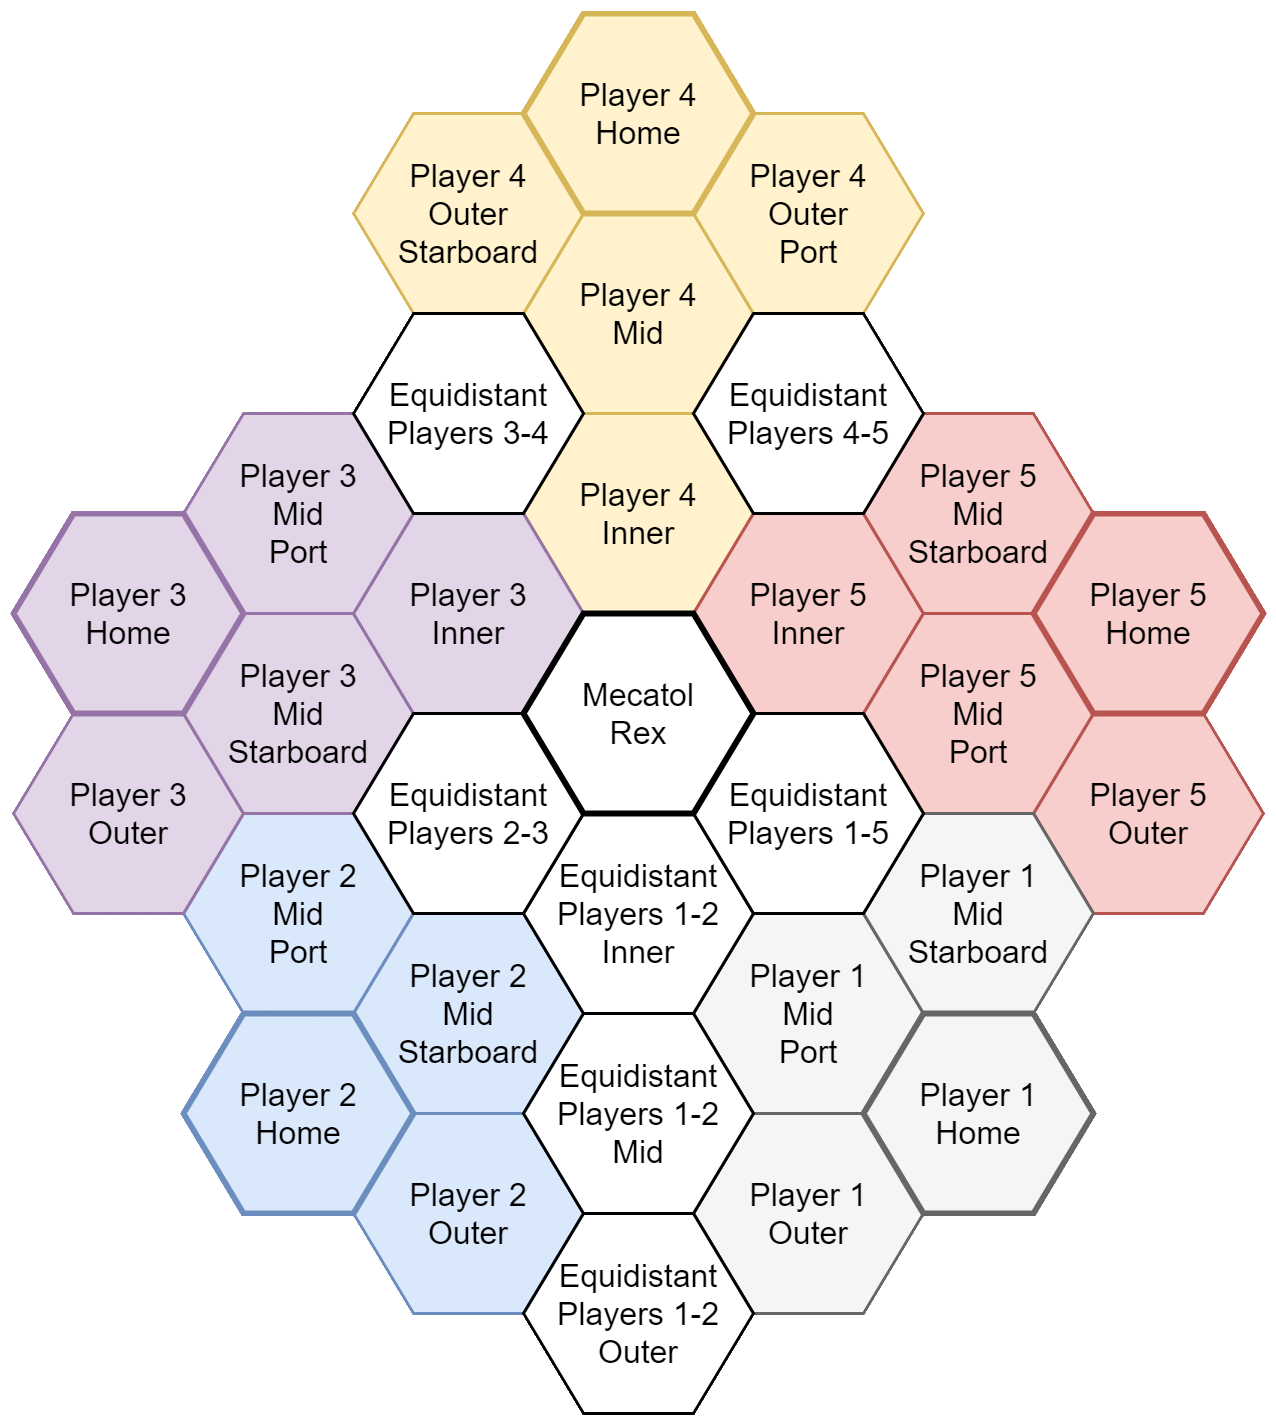 Player 4
Home
Player 4
Outer
Starboard
Player 4
Outer
Port
Player 4
Mid
Equidistant
Players 3-4
Equidistant
Players 4-5
Player 3
Mid
Port
Player 4
Inner
Player 5
Mid
Starboard
Player 3
Home
Player 3
Inner
Player 5
Inner
Player 5
Home
Player 3
Mid
Starboard
Mecatol
Rex
Player 5
Mid
Port
Player 3
Outer
Equidistant
Players 2-3
Equidistant
Players 1-5
Player 5
Outer
Player 2
Mid
Port
Equidistant
Players 1-2
Inner
Player 1
Mid
Starboard
Player 2
Mid
Starboard
Player 1
Mid
Port
Player 2
Home
Equidistant
Players 1-2
Mid
Player 1
Home
Player 2
Outer
Player 1
Outer
Equidistant
Players 1-2
Outer